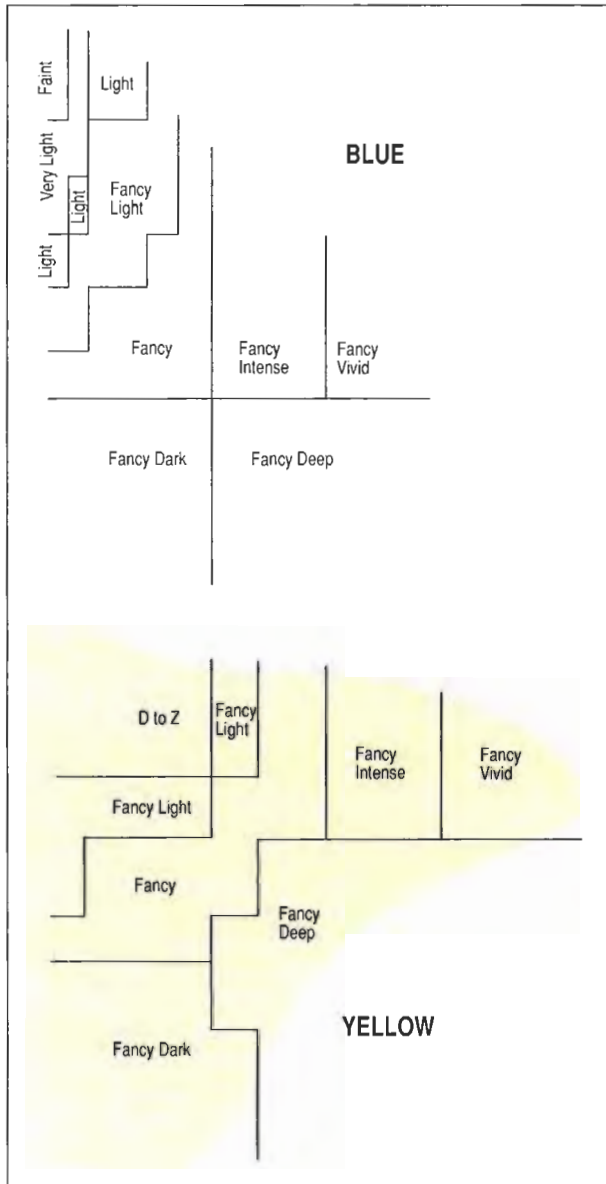 Faint
Light
BLUE
Very Light
Light
Fancy
Light
Light
Fancy
Fancy
Intense
Fancy
Vivid
Fancy Dark
Fancy Deep
D to Z
Fancy
Light
Fancy
Intense
Fancy
Vivid
Fancy Light
Fancy
Fancy
Deep
YELLOW
Fancy Dark